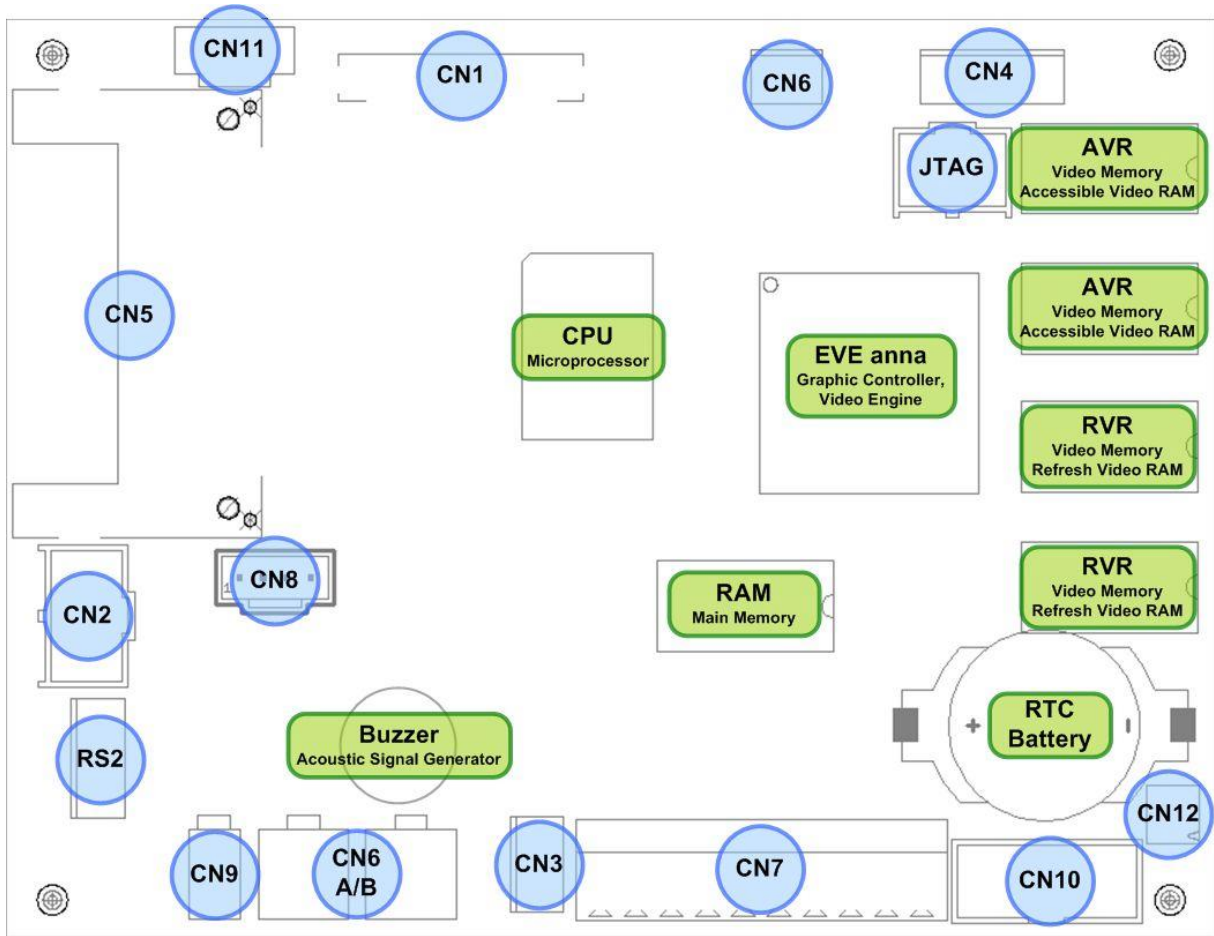 CN11
CN1
CN6
CN4
JTAG
AVR
Video Memory
Accessible Video RAM
CN5
CPU
Microprocessor
EVE anna
Graphic Controller,
Video Engine
AVR
Video Memory
Accessible Video RAM
RVR
Video Memory
Refresh Video RAM
CN2
1
CN8
RAM
Main Memory
RVR
Video Memory
Refresh Video RAM
RS2
Buzzer
Acoustic Signal Generator
+
RTC
Battery
-
CN12
CN9
CN6
A/B
CN3
CN7
CN10